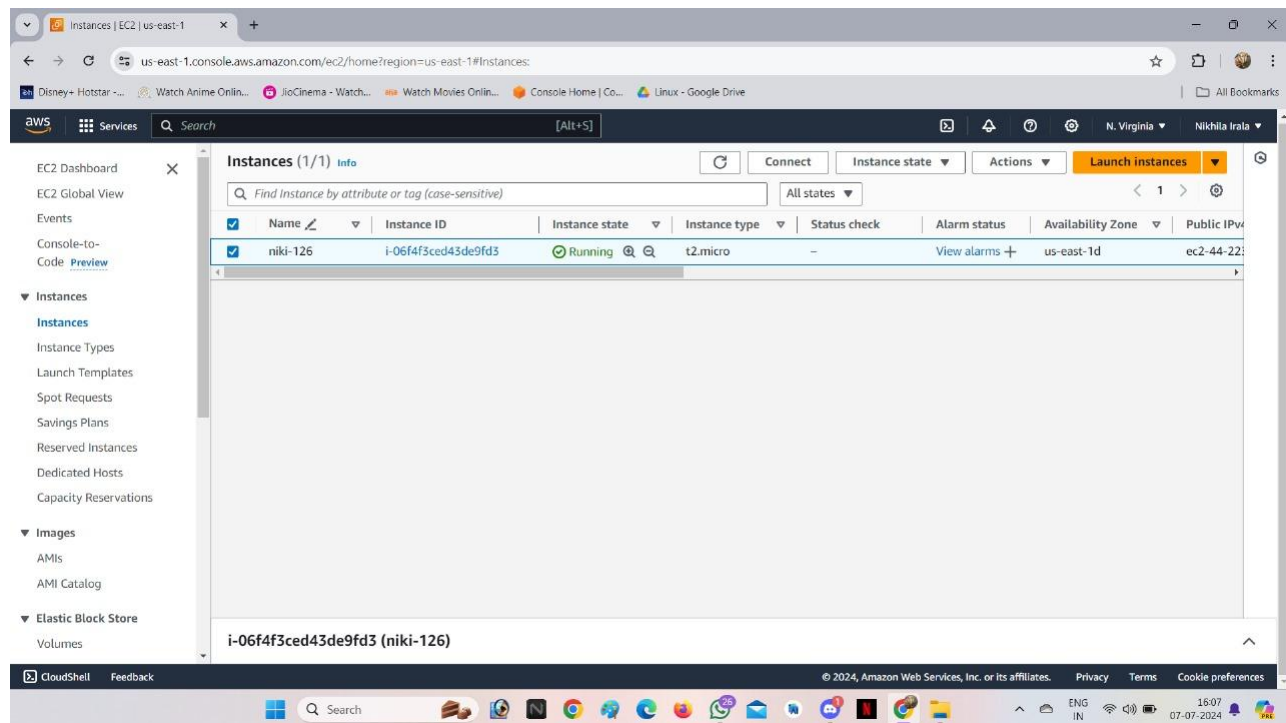 Instances | EC2 | us-east-1
us-east-1.console.aws.amazon.com/ec2/home?region=us-east-1#Instances:
Disney+ Hotstar -... Watch Anime Onlin... JioCinema - Watch... Watch Movies Onlin... Console Home | Co... Linux - Google Drive All Bookmarks
aws Services Search [Alt+S] N. Virginia Nikhila Irala
EC2 Dashboard
EC2 Global View
Events
Console-to-
Code Preview
Instances
Instances
Instance Types
Launch Templates
Spot Requests
Savings Plans
Reserved Instances
Dedicated Hosts
Capacity Reservations
Images
AMIs
AMI Catalog
Elastic Block Store
Volumes
Instances (1/1) Info Connect Instance state Actions Launch instances
Find Instance by attribute or tag (case-sensitive) All states 1
Name Instance ID Instance state Instance type Status check Alarm status Availability Zone Public IPv4
niki-126 i-06f4f3ced43de9fd3 Running t2.micro – View alarms + us-east-1d ec2-44-223
i-06f4f3ced43de9fd3 (niki-126)
CloudShell Feedback © 2024, Amazon Web Services, Inc. or its affiliates. Privacy Terms Cookie preferences
Search 26 ENG 16:07
IN 07-07-2024